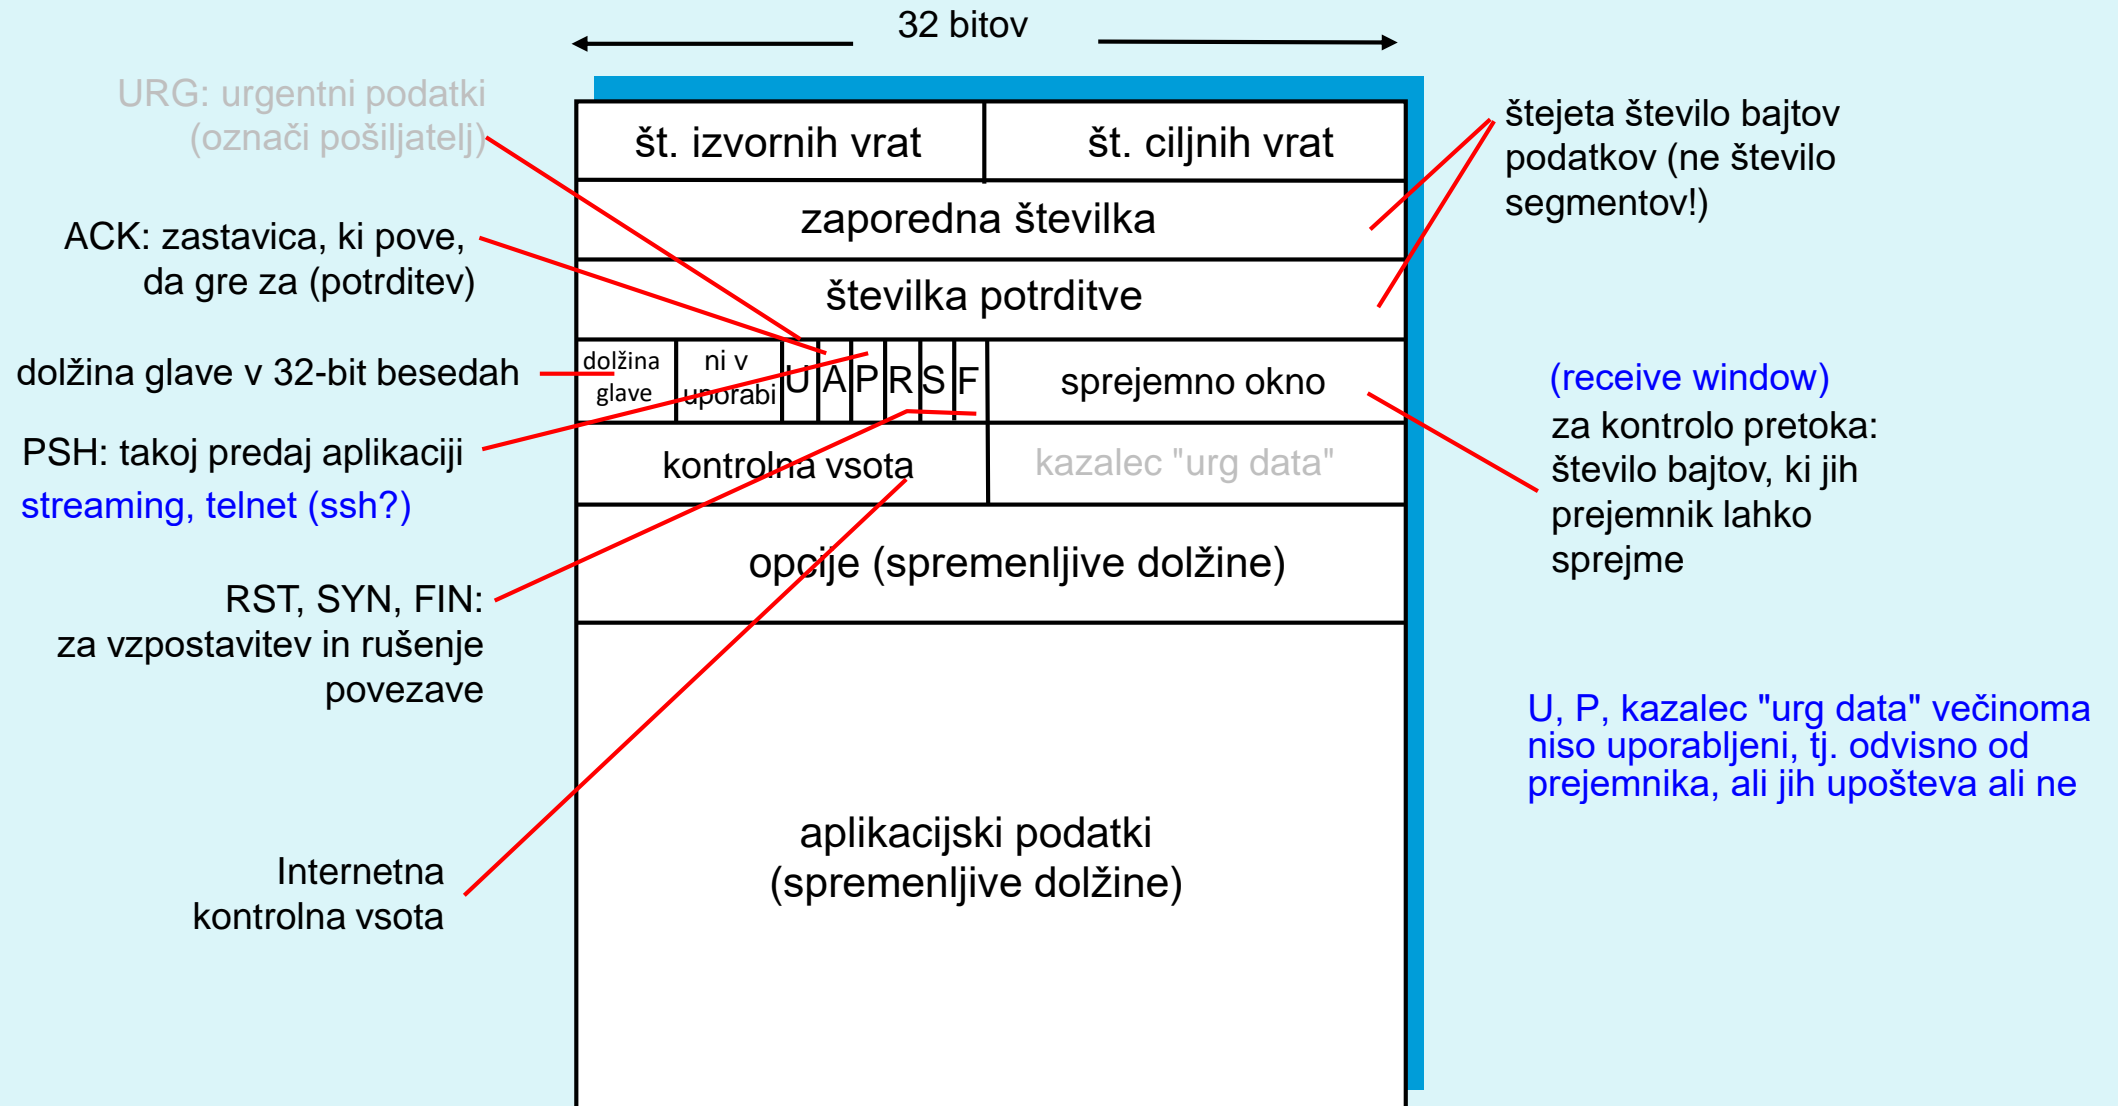 32 bitov
URG: urgentni podatki
(označi pošiljatelj)
ACK: zastavica, ki pove,
da gre za (potrditev)
dolžina glave v 32-bit besedah
PSH: takoj predaj aplikaciji
streaming, telnet (ssh?)
RST, SYN, FIN:
za vzpostavitev in rušenje
povezave
Internetna
kontrolna vsota
št. izvornih vrat
št. ciljnih vrat
zaporedna številka
številka potrditve
dolžina
glave
ni v
uporabi
U A P R S F
sprejemno okno
kontrolna vsota
kazalec "urg data"
opcije (spremenljive dolžine)
aplikacijski podatki
(spremenljive dolžine)
štejeta število bajtov
podatkov (ne število
segmentov!)
(receive window)
za kontrolo pretoka:
število bajtov, ki jih
prejemnik lahko
sprejme
U, P, kazalec "urg data" večinoma
niso uporabljeni, tj. odvisno od
prejemnika, ali jih upošteva ali ne